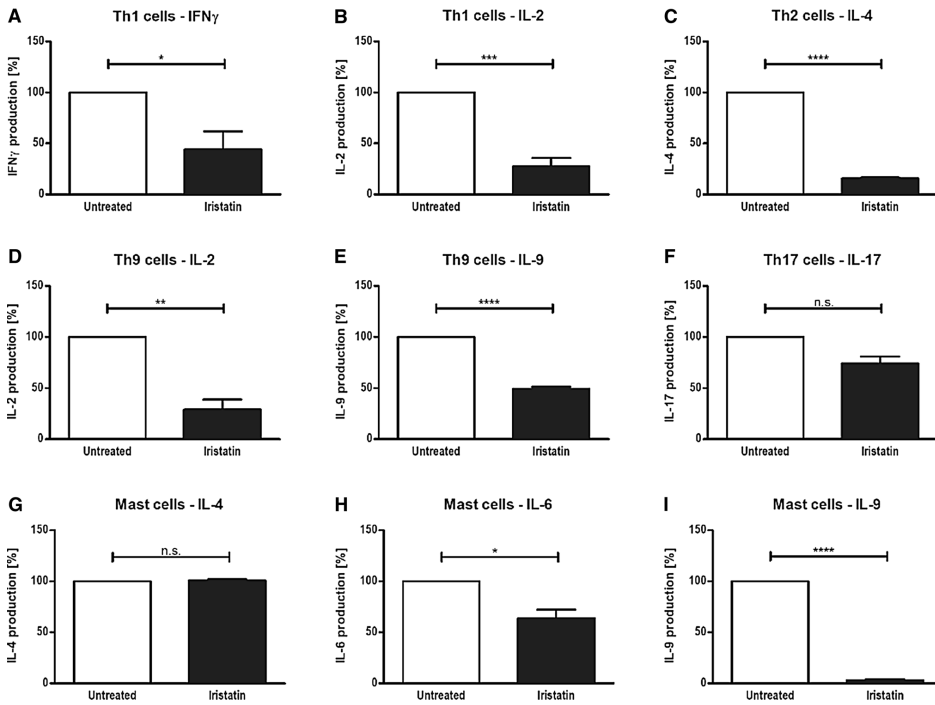 A Th1 cells - IFNγ
150
100
50
0
IFNγ production [%]
*
Untreated Iristatin
B Th1 cells - IL-2
150
100
50
0
IL-2 production [%]
***
Untreated Iristatin
C Th2 cells - IL-4
150
100
50
0
IL-4 production [%]
****
Untreated Iristatin
D Th9 cells - IL-2
150
100
50
0
IL-2 production [%]
**
Untreated Iristatin
E Th9 cells - IL-9
150
100
50
0
IL-9 production [%]
****
Untreated Iristatin
F Th17 cells - IL-17
150
100
50
0
IL-17 production [%]
n.s.
Untreated Iristatin
G Mast cells - IL-4
150
100
50
0
IL-4 production [%]
n.s.
Untreated Iristatin
H Mast cells - IL-6
150
100
50
0
IL-6 production [%]
*
Untreated Iristatin
I Mast cells - IL-9
150
100
50
0
IL-9 production [%]
****
Untreated Iristatin